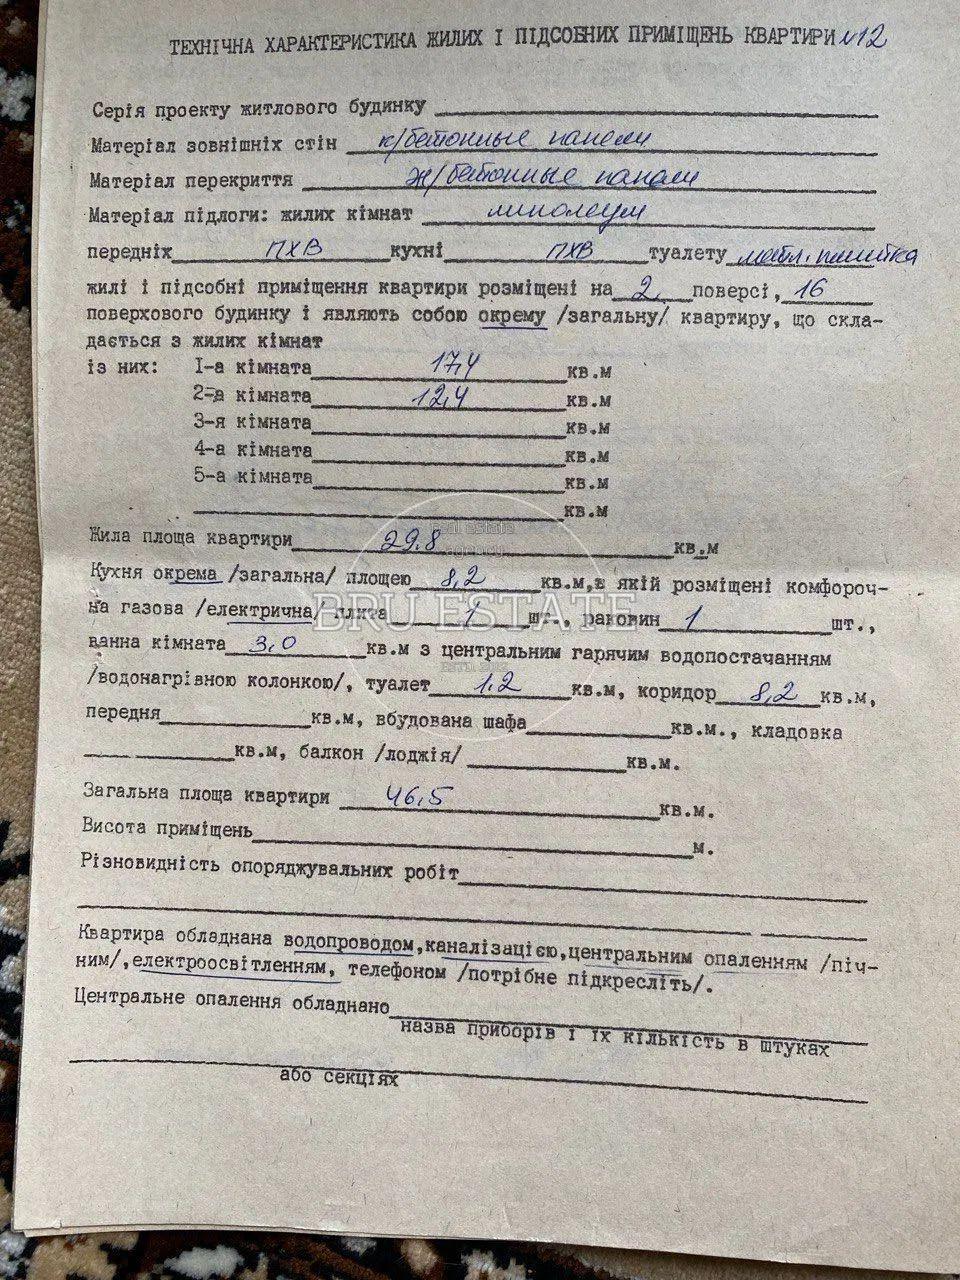 ТЕХНІЧНА ХАРАКТЕРИСТИКА ЖИЛИХ І ПІДСОБНИХ ПРИМІЩЕНЬ КВАРТИРИ №12
Серія проекту житлового будинку
Матеріал зовнішніх стін к/бетонные панели
Матеріал перекриття ж/бетонные панели
Матеріал підлоги: жилих кімнат линолеум
передніх ПХВ кухні ПХВ туалету плитка
жилі і підсобні приміщення квартири розміщені на 2 поверсі, 16
поверхового будинку і являють собою окрему /загальну/ квартиру, що скла-
дається з жилих кімнат
із них: І-а кімната 17,4 кв.м
2-а кімната 12,4 кв.м
3-я кімната кв.м
4-а кімната кв.м
5-а кімната кв.м
кв.м
Жила площа квартири 29.8 кв.м
Кухня окрема /загальна/ площею 8,2 кв.м,в якій розміщені комфороч-
на газова /електрична/ плита 1 шт., раковин 1 шт.,
ванна кімната 3,0 кв.м з центральним гарячим водопостачанням
/водонагрівною колонкою/, туалет 1.2 кв.м, коридор 8,2 кв.м,
передня кв.м, вбудована шафа кв.м., кладовка
кв.м, балкон /лоджія/ кв.м.
Загальна площа квартири 46,5 кв.м.
Висота приміщень м.
Різновидність опоряджувальних робіт
Квартира обладнана водопроводом,каналізацією,центральним опаленням /піч-
ним/,електроосвітленням, телефоном /потрібне підкресліть/.
Центральне опалення обладнано
назва приборів і їх кількість в штуках
або секціях
real estate
agency
BRU ESTATE